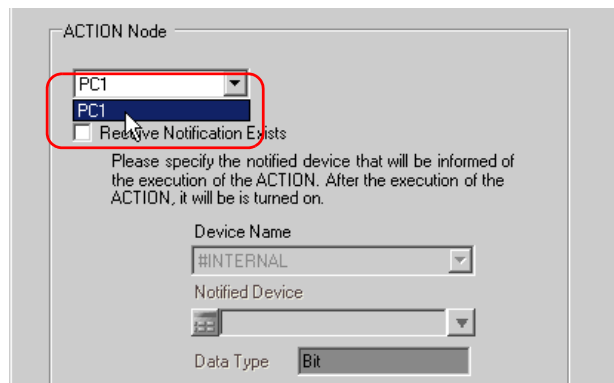 ACTION Node
PC1
PC1
Receive Notification Exists
Please specify the notified device that will be informed of
the execution of the ACTION. After the execution of the
ACTION, it will be is turned on.
Device Name
#INTERNAL
Notified Device
Data Type Bit